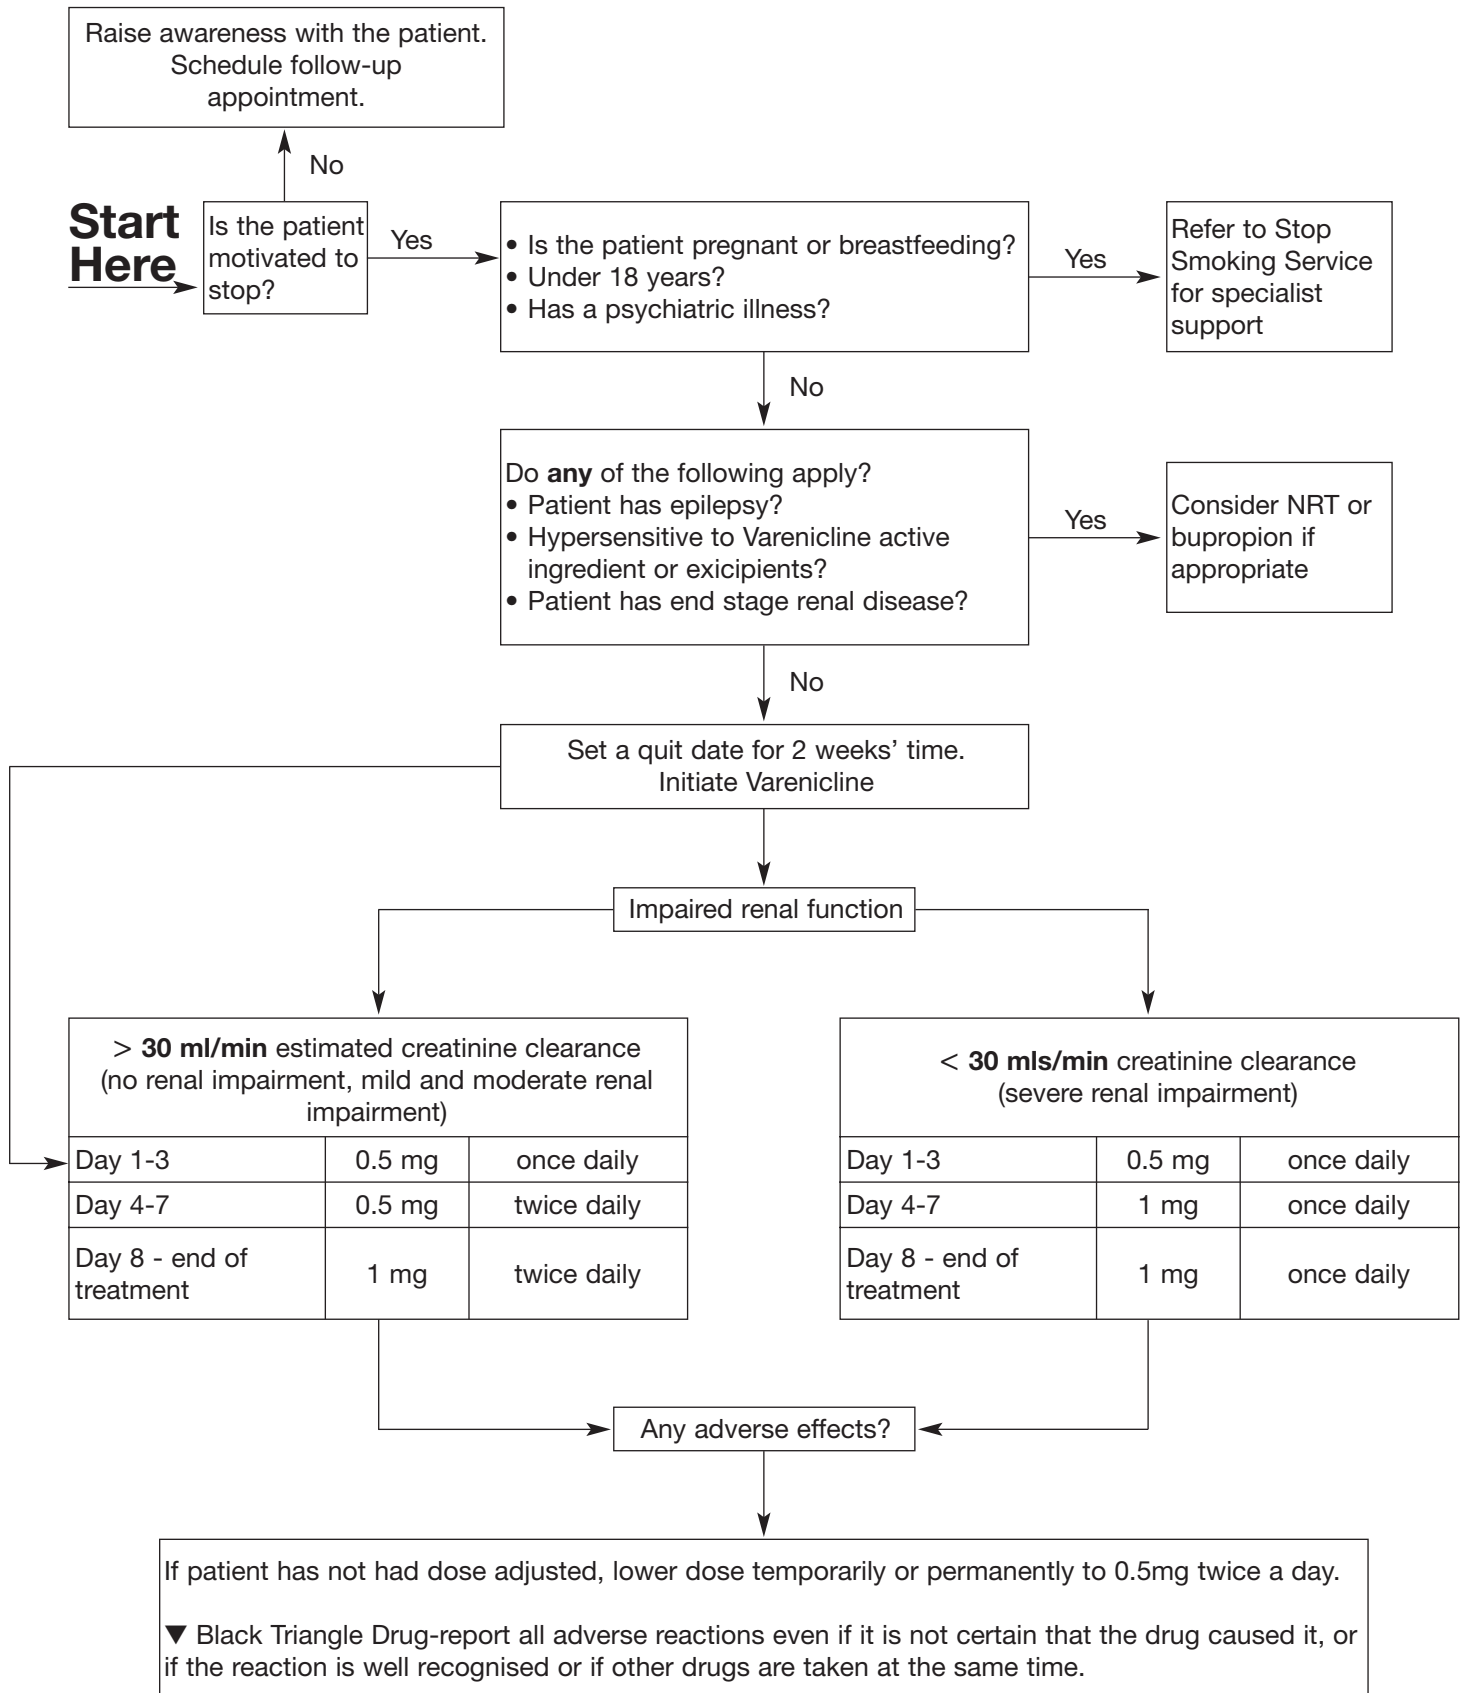 Raise awareness with the patient.
Schedule follow-up
appointment.
No
Start
Here
Is the patient
motivated to
stop?
Yes
• Is the patient pregnant or breastfeeding?
• Under 18 years?
• Has a psychiatric illness?
Yes
Refer to Stop
Smoking Service
for specialist
support
No
Do any of the following apply?
• Patient has epilepsy?
• Hypersensitive to Varenicline active
ingredient or exicipients?
• Patient has end stage renal disease?
Yes
Consider NRT or
bupropion if
appropriate
No
Set a quit date for 2 weeks’ time.
Initiate Varenicline
Impaired renal function
> 30 ml/min estimated creatinine clearance
(no renal impairment, mild and moderate renal
impairment)
Day 1-3 0.5 mg once daily
Day 4-7 0.5 mg twice daily
Day 8 - end of
treatment
1 mg twice daily
< 30 mls/min creatinine clearance
(severe renal impairment)
Day 1-3 0.5 mg once daily
Day 4-7 1 mg once daily
Day 8 - end of
treatment
1 mg once daily
Any adverse effects?
If patient has not had dose adjusted, lower dose temporarily or permanently to 0.5mg twice a day.
▼ Black Triangle Drug-report all adverse reactions even if it is not certain that the drug caused it, or
if the reaction is well recognised or if other drugs are taken at the same time.